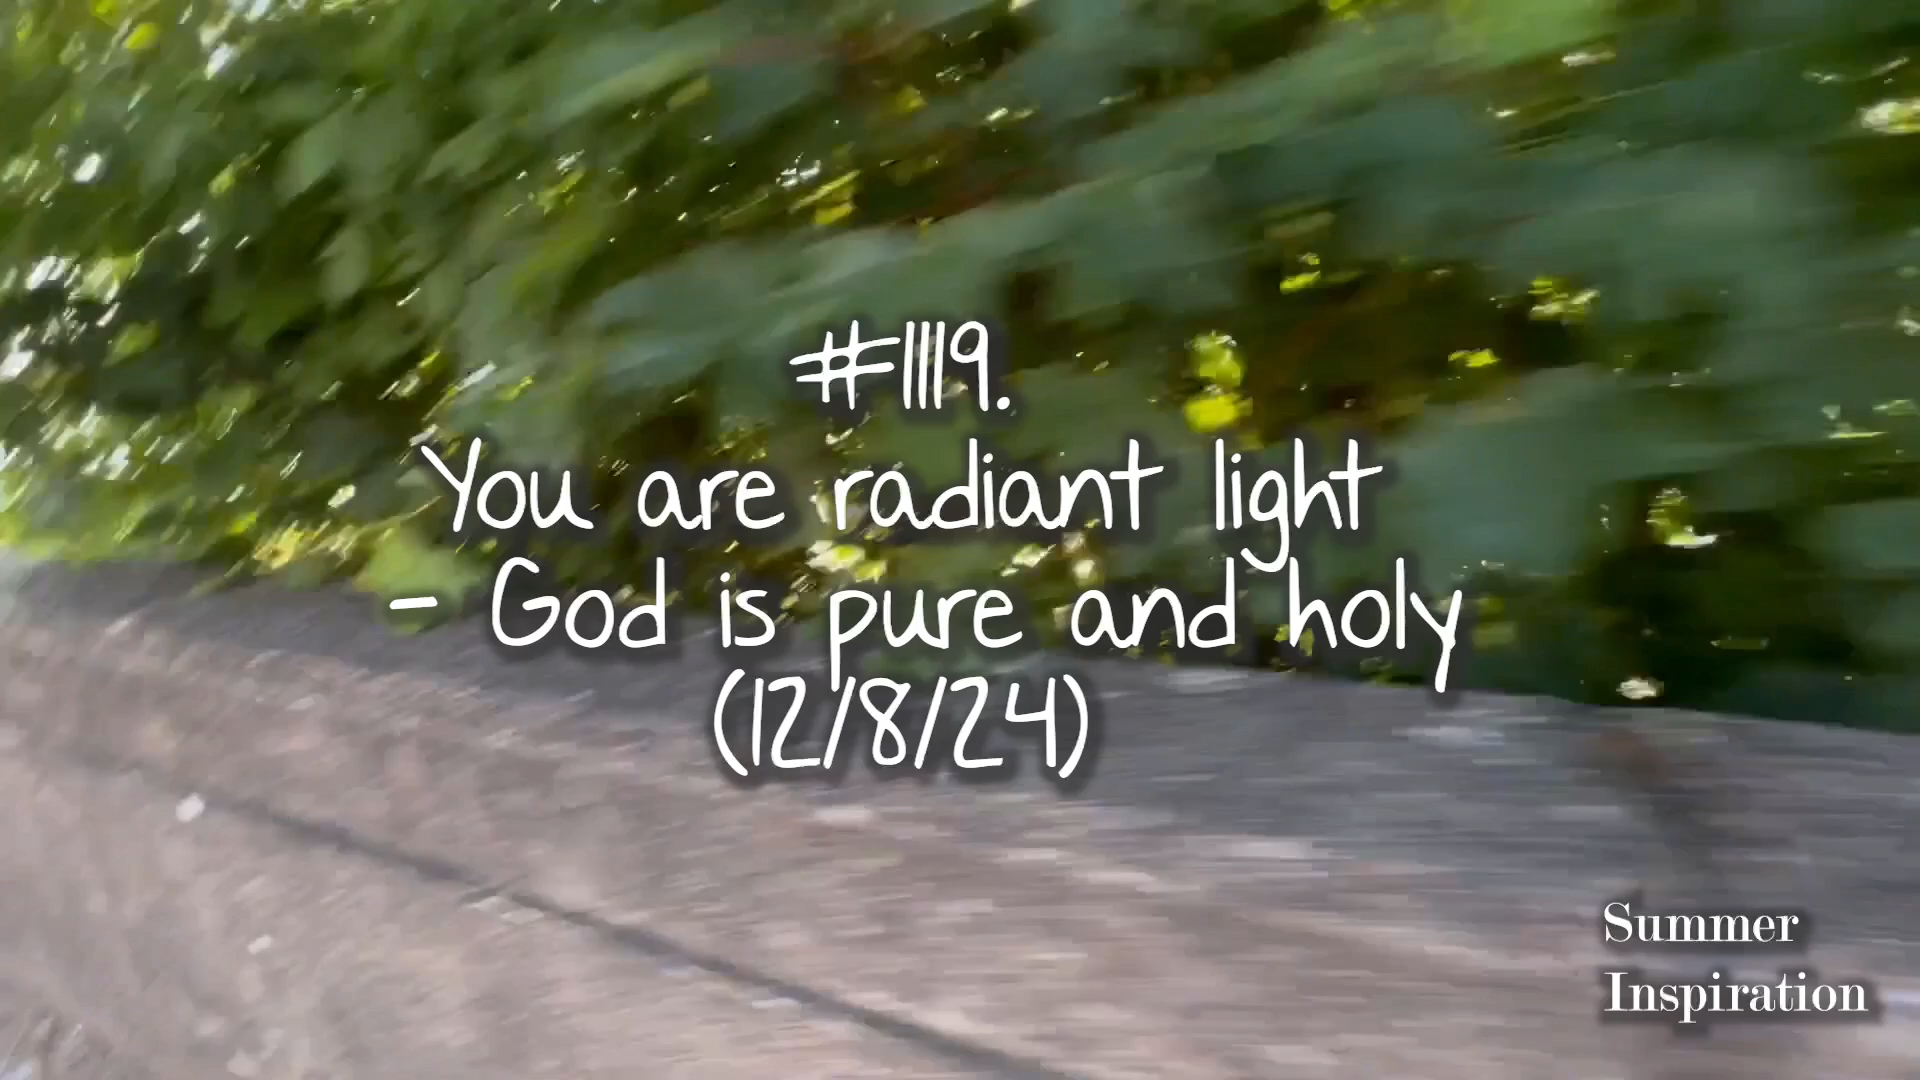 #1119.
You are radiant light
- God is pure and holy
(12/8/24)
Summer
Inspiration